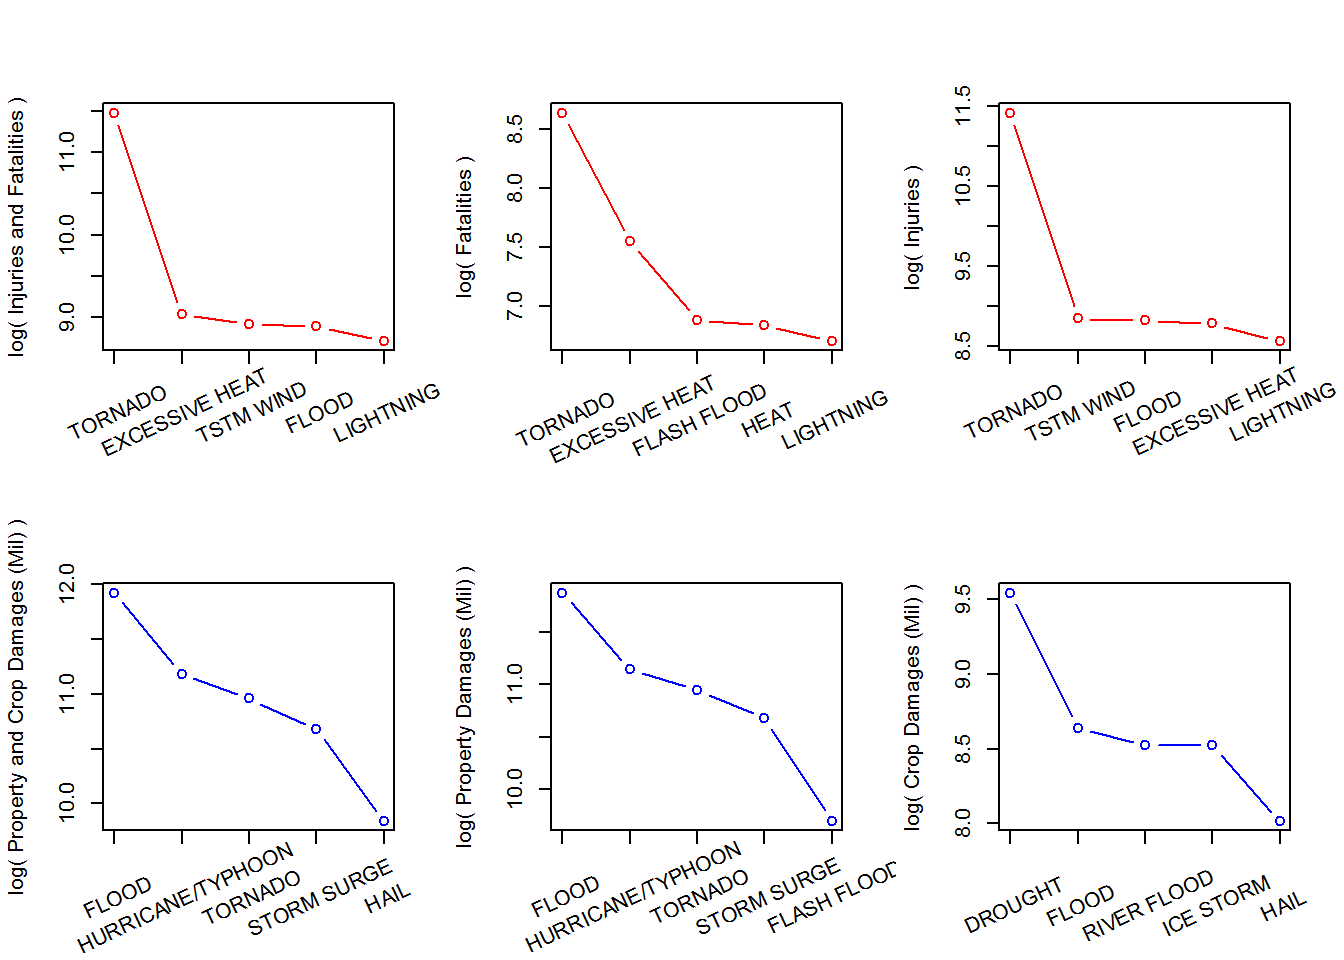 log( Injuries and Fatalities )
11.0
10.0
9.0
TORNADO
EXCESSIVE HEAT
TSTM WIND
FLOOD
LIGHTNING
log( Fatalities )
8.5
8.0
7.5
7.0
TORNADO
EXCESSIVE HEAT
FLASH FLOOD
HEAT
LIGHTNING
log( Injuries )
11.5
10.5
9.5
8.5
TORNADO
TSTM WIND
FLOOD
EXCESSIVE HEAT
LIGHTNING
log( Property and Crop Damages (Mil) )
12.0
11.0
10.0
FLOOD
HURRICANE/TYPHOON
TORNADO
STORM SURGE
HAIL
log( Property Damages (Mil) )
11.0
10.0
FLOOD
HURRICANE/TYPHOON
TORNADO
STORM SURGE
FLASH FLOOD
log( Crop Damages (Mil) )
9.5
9.0
8.5
8.0
DROUGHT
FLOOD
RIVER FLOOD
ICE STORM
HAIL